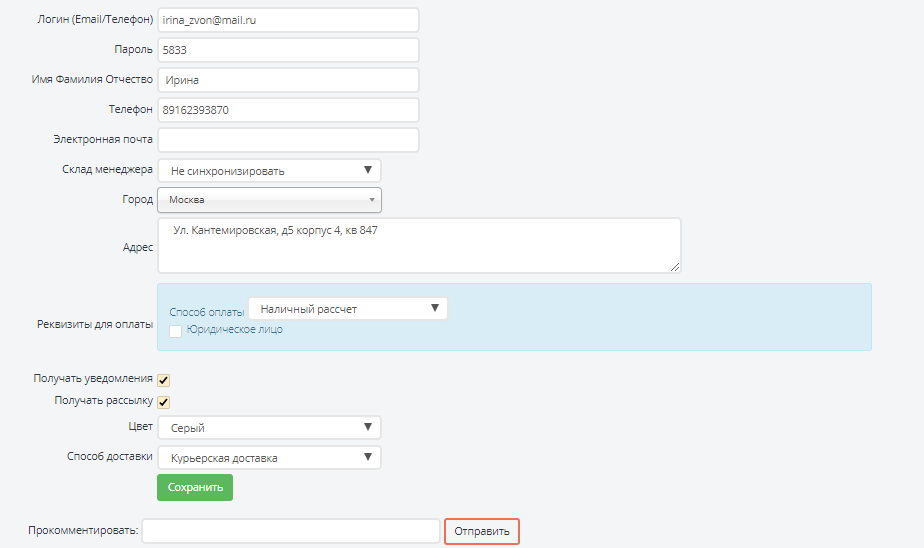 Логин (Email/Телефон) irina_zvon@mail.ru
Пароль 5833
Имя Фамилия Отчество Ирина
Телефон 89162393870
Электронная почта
Склад менеджера Не синхронизировать
Город Москва
Адрес Ул. Кантемировская, д5 корпус 4, кв 847
Реквизиты для оплаты Способ оплаты Наличный рассчет
Юридическое лицо
Получать уведомления
Получать рассылку
Цвет Серый
Способ доставки Курьерская доставка
Сохранить
Прокомментировать: Отправить